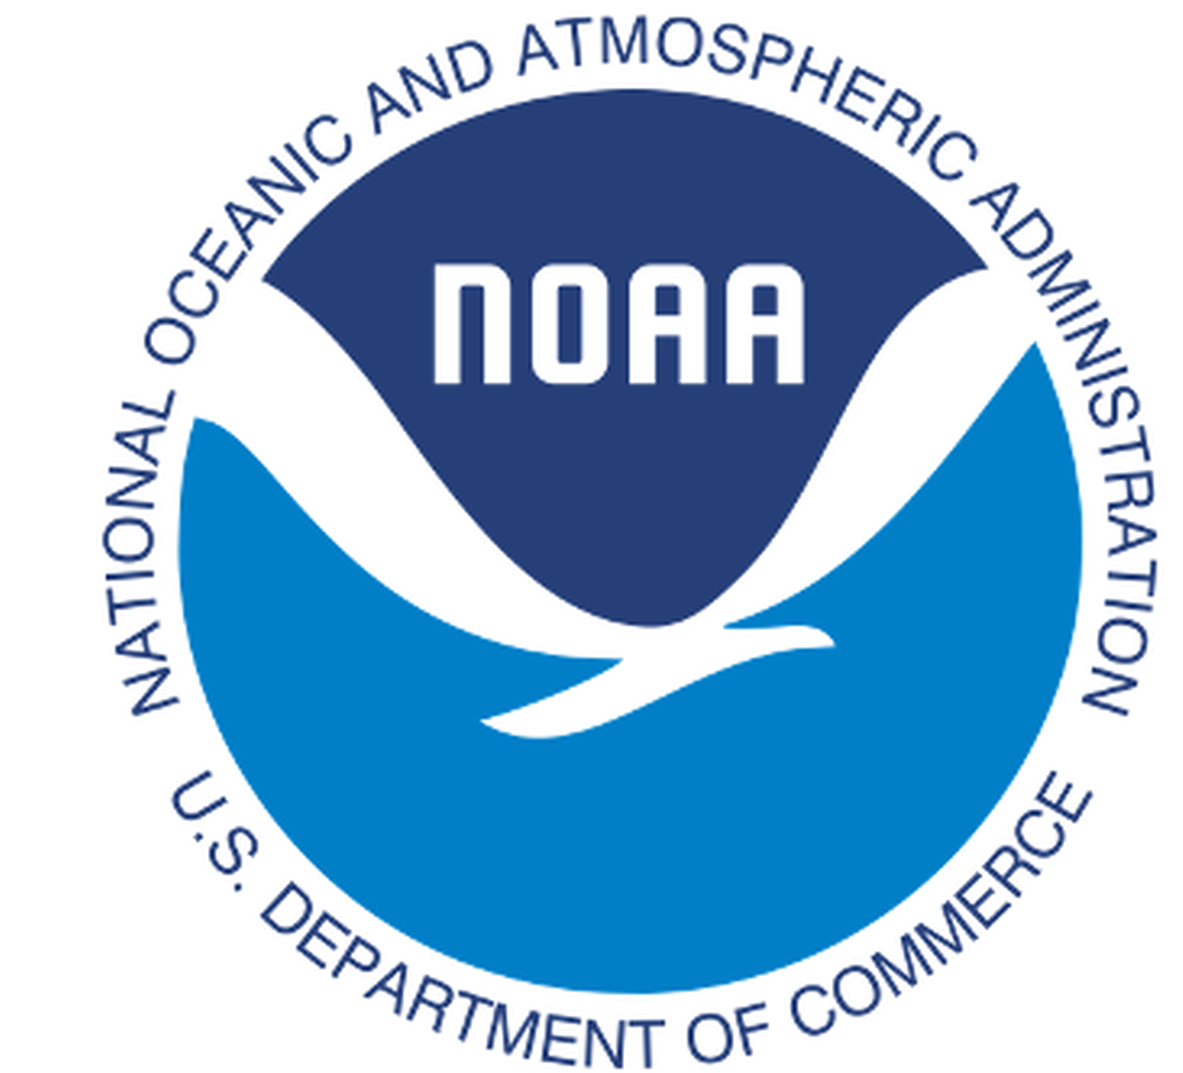 NATIONAL OCEANIC AND ATMOSPHERIC ADMINISTRATION
NOAA
U.S. DEPARTMENT OF COMMERCE